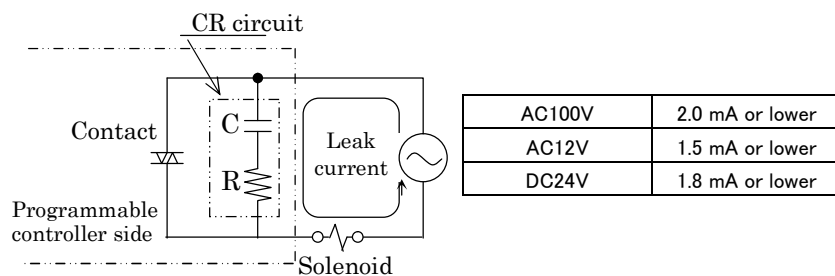 CR circuit
Contact
C
R
Leak
current
Programmable
controller side
Solenoid
AC100V 2.0 mA or lower
AC12V 1.5 mA or lower
DC24V 1.8 mA or lower